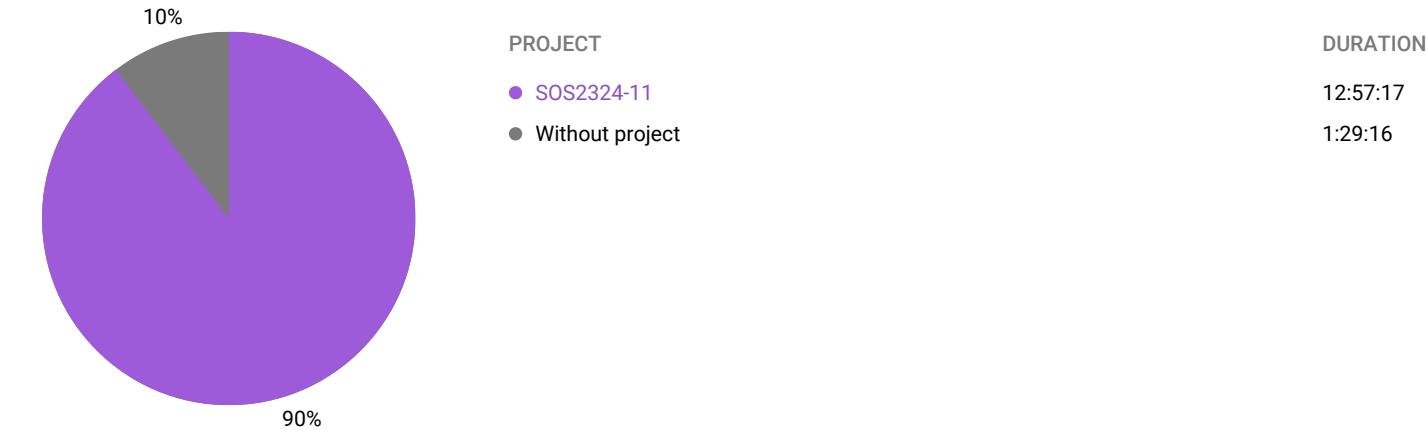 10%
PROJECT DURATION
SOS2324-11 12:57:17
Without project 1:29:16
90%